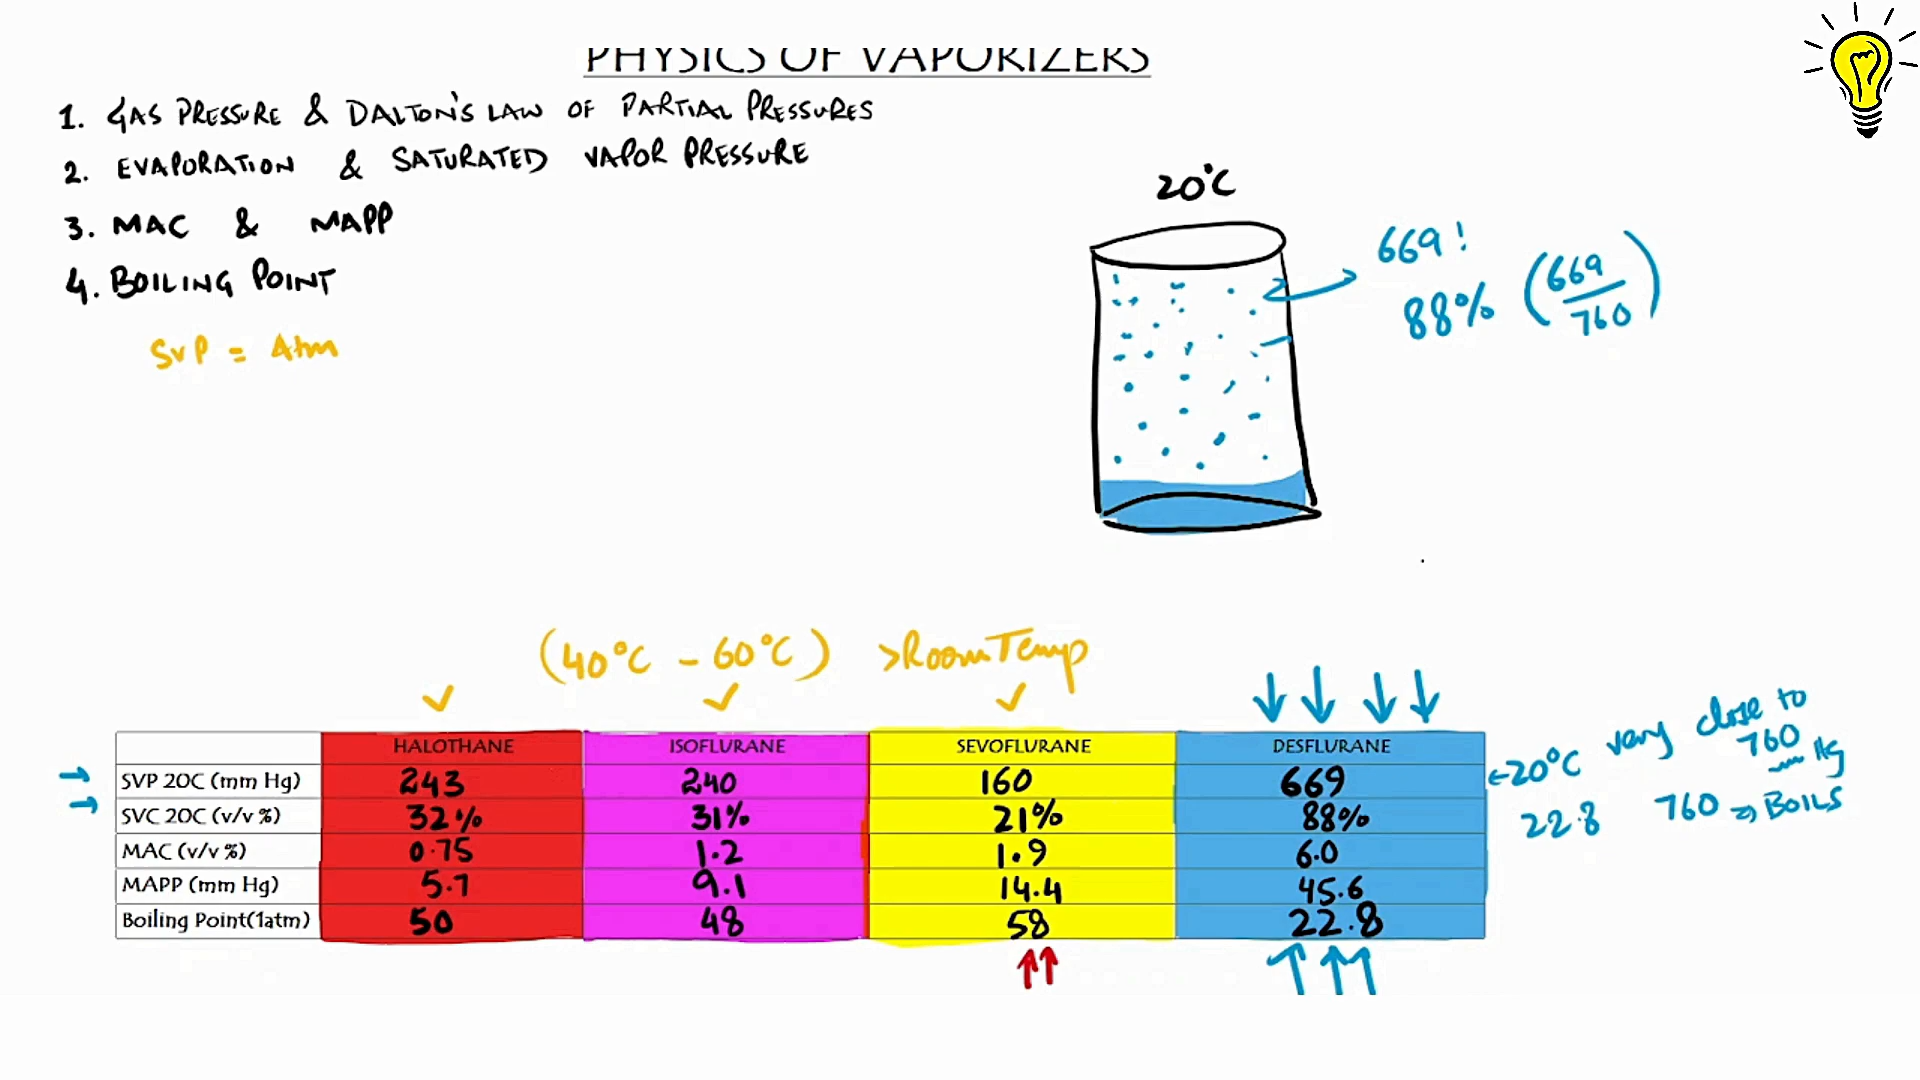 PHYSICS OF VAPORIZERS
1. GAS PRESSURE & DALTON'S LAW OF PARTIAL PRESSURES
2. EVAPORATION & SATURATED VAPOR PRESSURE
3. MAC & MAPP
4. BOILING POINT
SVP = Atm
20°C
669!
88% (669/760)
(40°C - 60°C) >Room Temp
HALOTHANE ISOFLURANE SEVOFLURANE DESFLURANE
SVP 20C (mm Hg) 243 240 160 669
SVC 20C (v/v %) 32% 31% 21% 88%
MAC (v/v %) 0.75 1.2 1.9 6.0
MAPP (mm Hg) 5.7 9.1 14.4 45.6
Boiling Point(1atm) 50 48 58 22.8
←20°C very close to
760 mm Hg
22.8 760 ⇒ BOILS